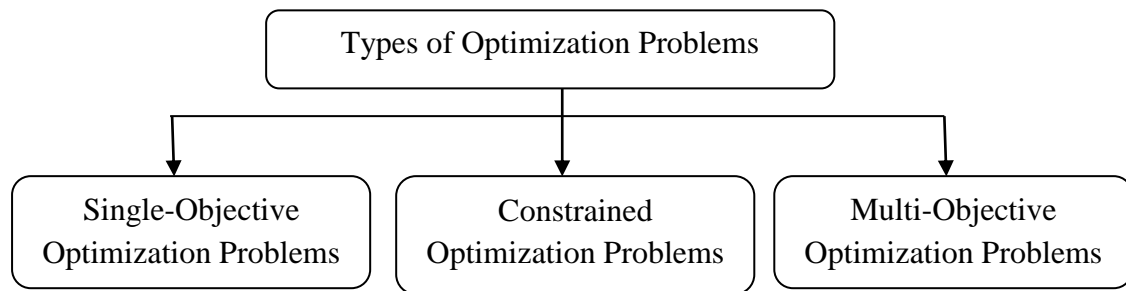 Types of Optimization Problems
Single-Objective
Optimization Problems
Constrained
Optimization Problems
Multi-Objective
Optimization Problems